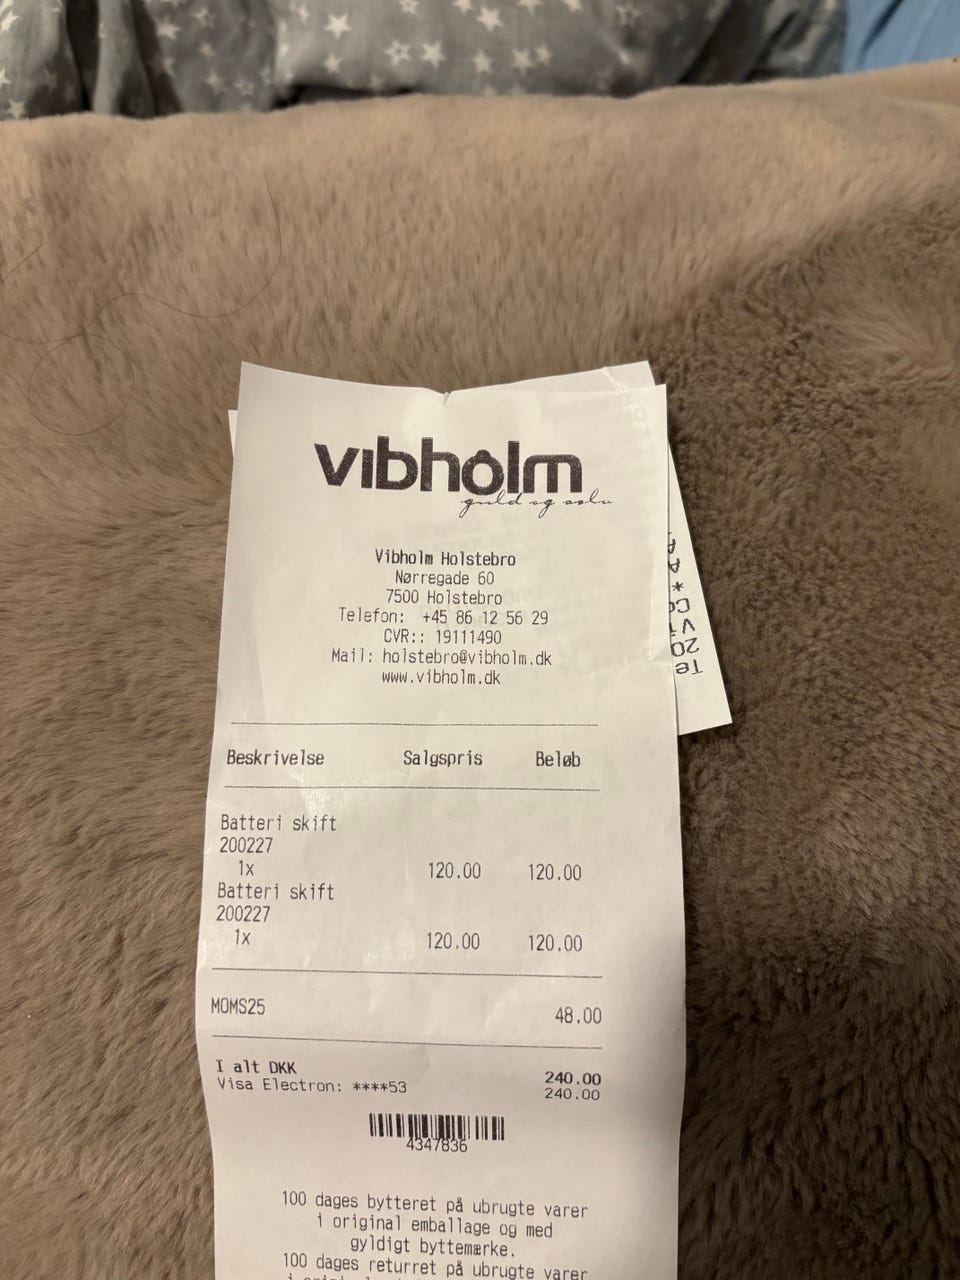 vibholm
guld og sølv
Vibholm Holstebro
Nørregade 60
7500 Holstebro
Telefon: +45 86 12 56 29
CVR:: 19111490
Mail: holstebro@vibholm.dk
www.vibholm.dk
Beskrivelse Salgspris Beløb
Batteri skift
200227
1x 120.00 120.00
Batteri skift
200227
1x 120.00 120.00
MOMS25 48.00
I alt DKK 240.00
Visa Electron: ****53 240.00
4347836
100 dages bytteret på ubrugte varer
i original emballage og med
gyldigt byttemærke.
100 dages returret på ubrugte varer
Te
20
V
* Co